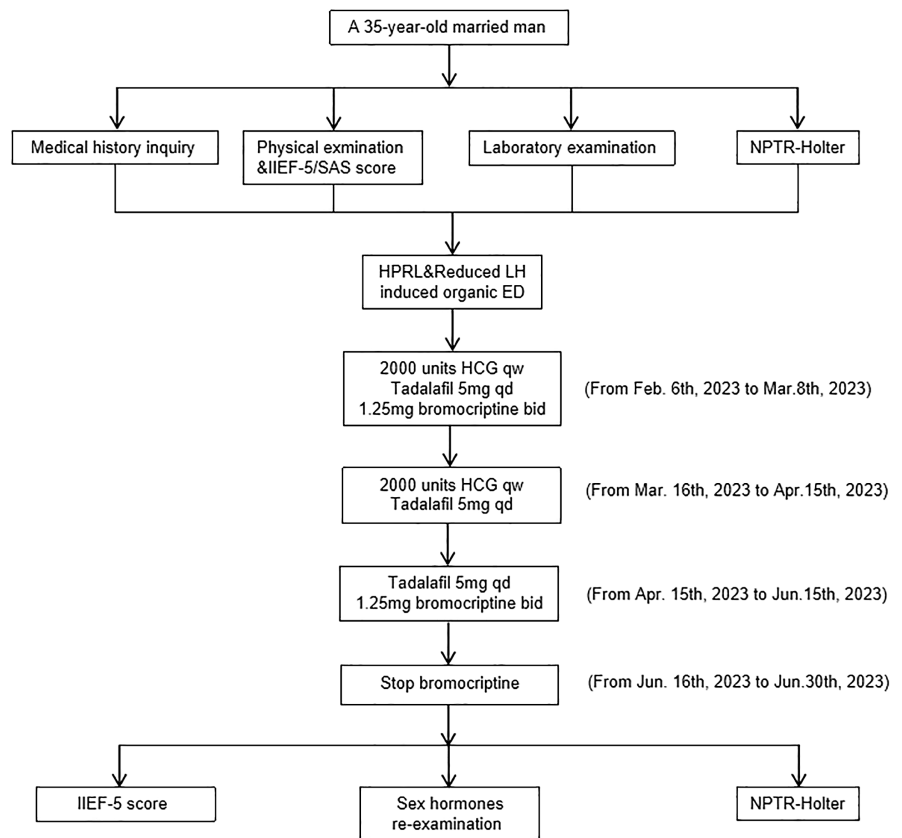 A 35-year-old married man
Medical history inquiry
Physical exmination
&IIEF-5/SAS score
Laboratory examination
NPTR-Holter
HPRL&Reduced LH
induced organic ED
2000 units HCG qw
Tadalafil 5mg qd
1.25mg bromocriptine bid
(From Feb. 6th, 2023 to Mar.8th, 2023)
2000 units HCG qw
Tadalafil 5mg qd
(From Mar. 16th, 2023 to Apr.15th, 2023)
Tadalafil 5mg qd
1.25mg bromocriptine bid
(From Apr. 15th, 2023 to Jun.15th, 2023)
Stop bromocriptine
(From Jun. 16th, 2023 to Jun.30th, 2023)
IIEF-5 score
Sex hormones
re-examination
NPTR-Holter